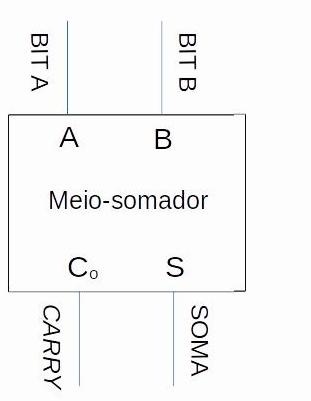 BIT A
BIT B
A
B
Meio-somador
Co
S
CARRY
SOMA